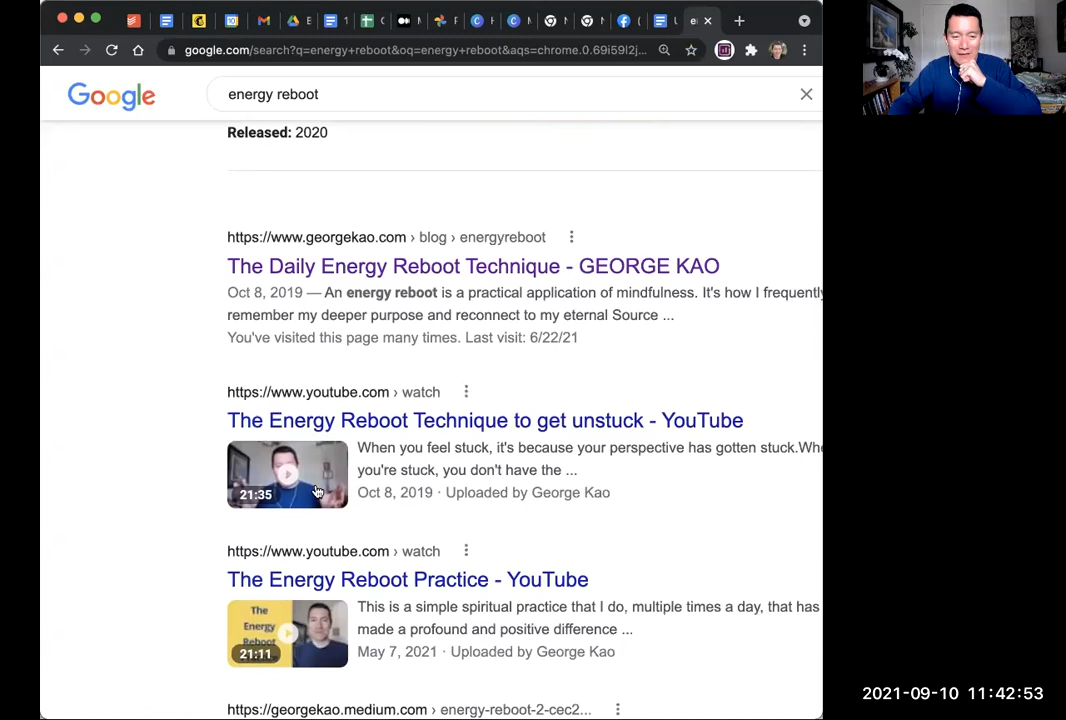 google.com/search?q=energy+reboot&oq=energy+reboot&aqs=chrome.0.69i59l2j...
Google
energy reboot
Released: 2020
https://www.georgekao.com › blog › energyreboot
The Daily Energy Reboot Technique - GEORGE KAO
Oct 8, 2019 — An energy reboot is a practical application of mindfulness. It's how I frequently
remember my deeper purpose and reconnect to my eternal Source ...
You've visited this page many times. Last visit: 6/22/21
https://www.youtube.com › watch
The Energy Reboot Technique to get unstuck - YouTube
When you feel stuck, it's because your perspective has gotten stuck.Whe
you're stuck, you don't have the ...
21:35
Oct 8, 2019 · Uploaded by George Kao
https://www.youtube.com › watch
The Energy Reboot Practice - YouTube
The
Energy
Reboot
21:11
This is a simple spiritual practice that I do, multiple times a day, that has
made a profound and positive difference ...
May 7, 2021 · Uploaded by George Kao
https://georgekao.medium.com › energy-reboot-2-cec2...
2021-09-10 11:42:53